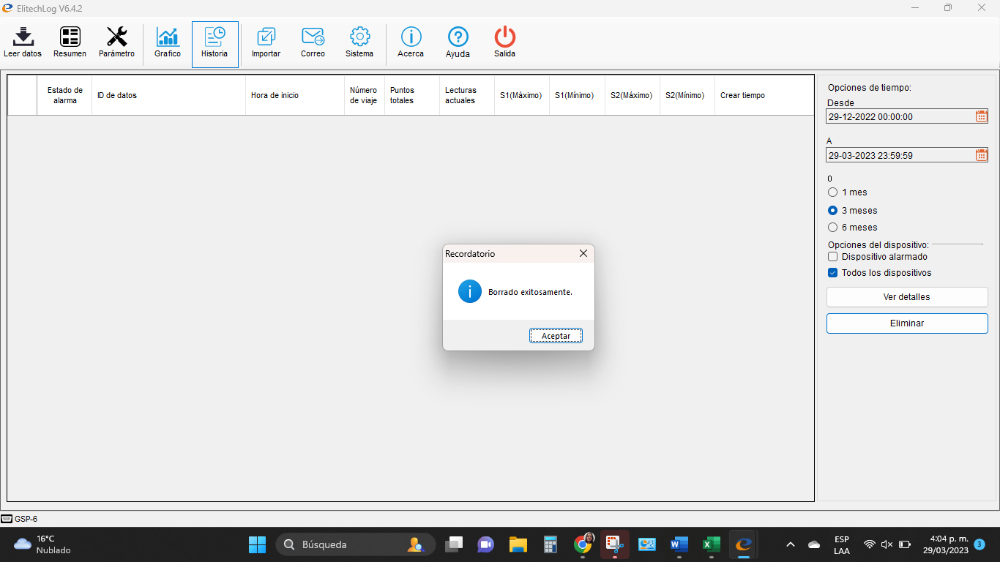 ElitechLog V6.4.2
Leer datos
Resumen
Parámetro
Grafico
Historia
Importar
Correo
Sistema
Acerca
Ayuda
Salida
Estado de
alarma
ID de datos
Hora de inicio
Número
de viaje
Puntos
totales
Lecturas
actuales
S1(Máximo)
S1(Mínimo)
S2(Máximo)
S2(Mínimo)
Crear tiempo
Opciones de tiempo:
Desde
29-12-2022 00:00:00
A
29-03-2023 23:59:59
0
1 mes
3 meses
6 meses
Opciones del dispositivo:
Dispositivo alarmado
Todos los dispositivos
Ver detalles
Eliminar
Recordatorio
Borrado exitosamente.
Aceptar
GSP-6
16°C
Nublado
Búsqueda
ESP
LAA
4:04 p. m.
29/03/2023
3